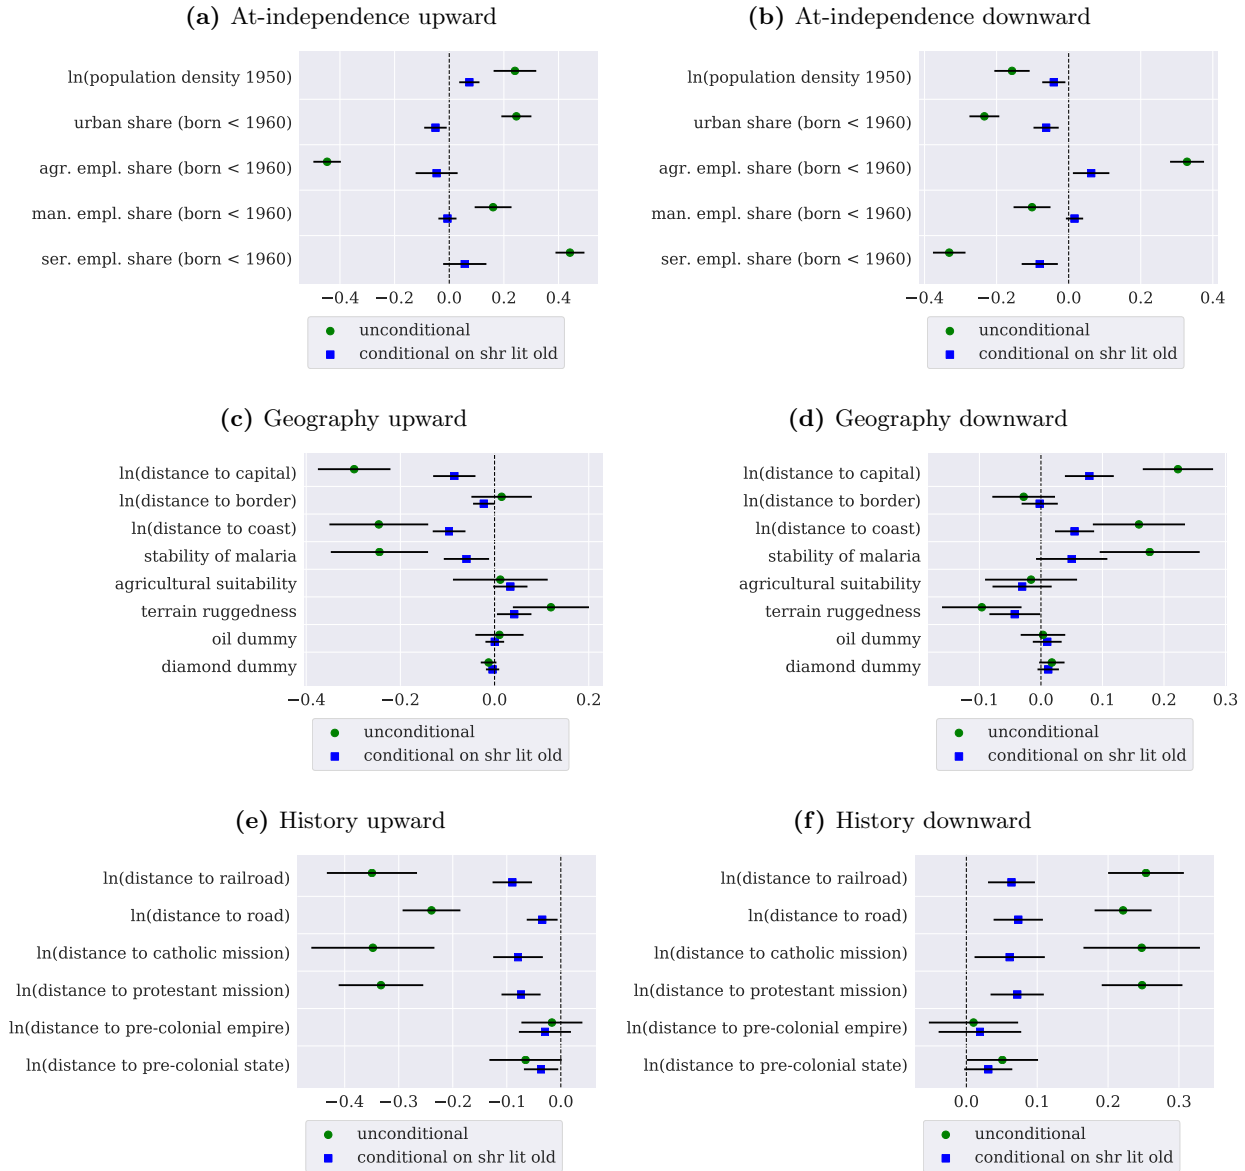 (a) At-independence upward
ln(population density 1950)
urban share (born < 1960)
agr. empl. share (born < 1960)
man. empl. share (born < 1960)
ser. empl. share (born < 1960)
−0.4 −0.2 0.0 0.2 0.4
unconditional
conditional on shr lit old
(b) At-independence downward
ln(population density 1950)
urban share (born < 1960)
agr. empl. share (born < 1960)
man. empl. share (born < 1960)
ser. empl. share (born < 1960)
−0.4 −0.2 0.0 0.2 0.4
unconditional
conditional on shr lit old
(c) Geography upward
ln(distance to capital)
ln(distance to border)
ln(distance to coast)
stability of malaria
agricultural suitability
terrain ruggedness
oil dummy
diamond dummy
−0.4 −0.2 0.0 0.2
unconditional
conditional on shr lit old
(d) Geography downward
ln(distance to capital)
ln(distance to border)
ln(distance to coast)
stability of malaria
agricultural suitability
terrain ruggedness
oil dummy
diamond dummy
−0.1 0.0 0.1 0.2 0.3
unconditional
conditional on shr lit old
(e) History upward
ln(distance to railroad)
ln(distance to road)
ln(distance to catholic mission)
ln(distance to protestant mission)
ln(distance to pre-colonial empire)
ln(distance to pre-colonial state)
−0.4 −0.3 −0.2 −0.1 0.0
unconditional
conditional on shr lit old
(f) History downward
ln(distance to railroad)
ln(distance to road)
ln(distance to catholic mission)
ln(distance to protestant mission)
ln(distance to pre-colonial empire)
ln(distance to pre-colonial state)
0.0 0.1 0.2 0.3
unconditional
conditional on shr lit old